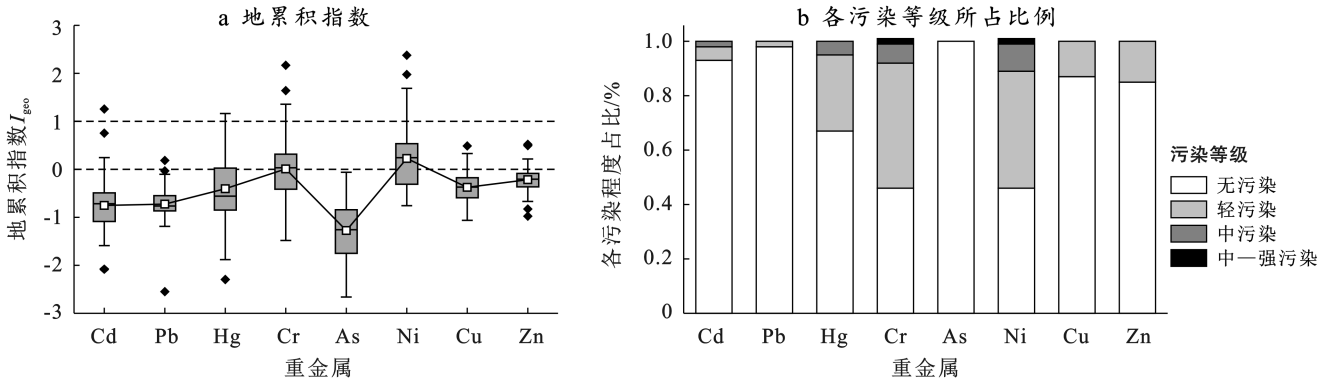 a 地累积指数
3
2
1
0
-1
-2
-3
地累积指数Igeo
Cd Pb Hg Cr As Ni Cu Zn
重金属
b 各污染等级所占比例
1.0
0.8
0.6
0.4
0.2
0
各污染程度占比/%
Cd Pb Hg Cr As Ni Cu Zn
重金属
污染等级
无污染
轻污染
中污染
中—强污染